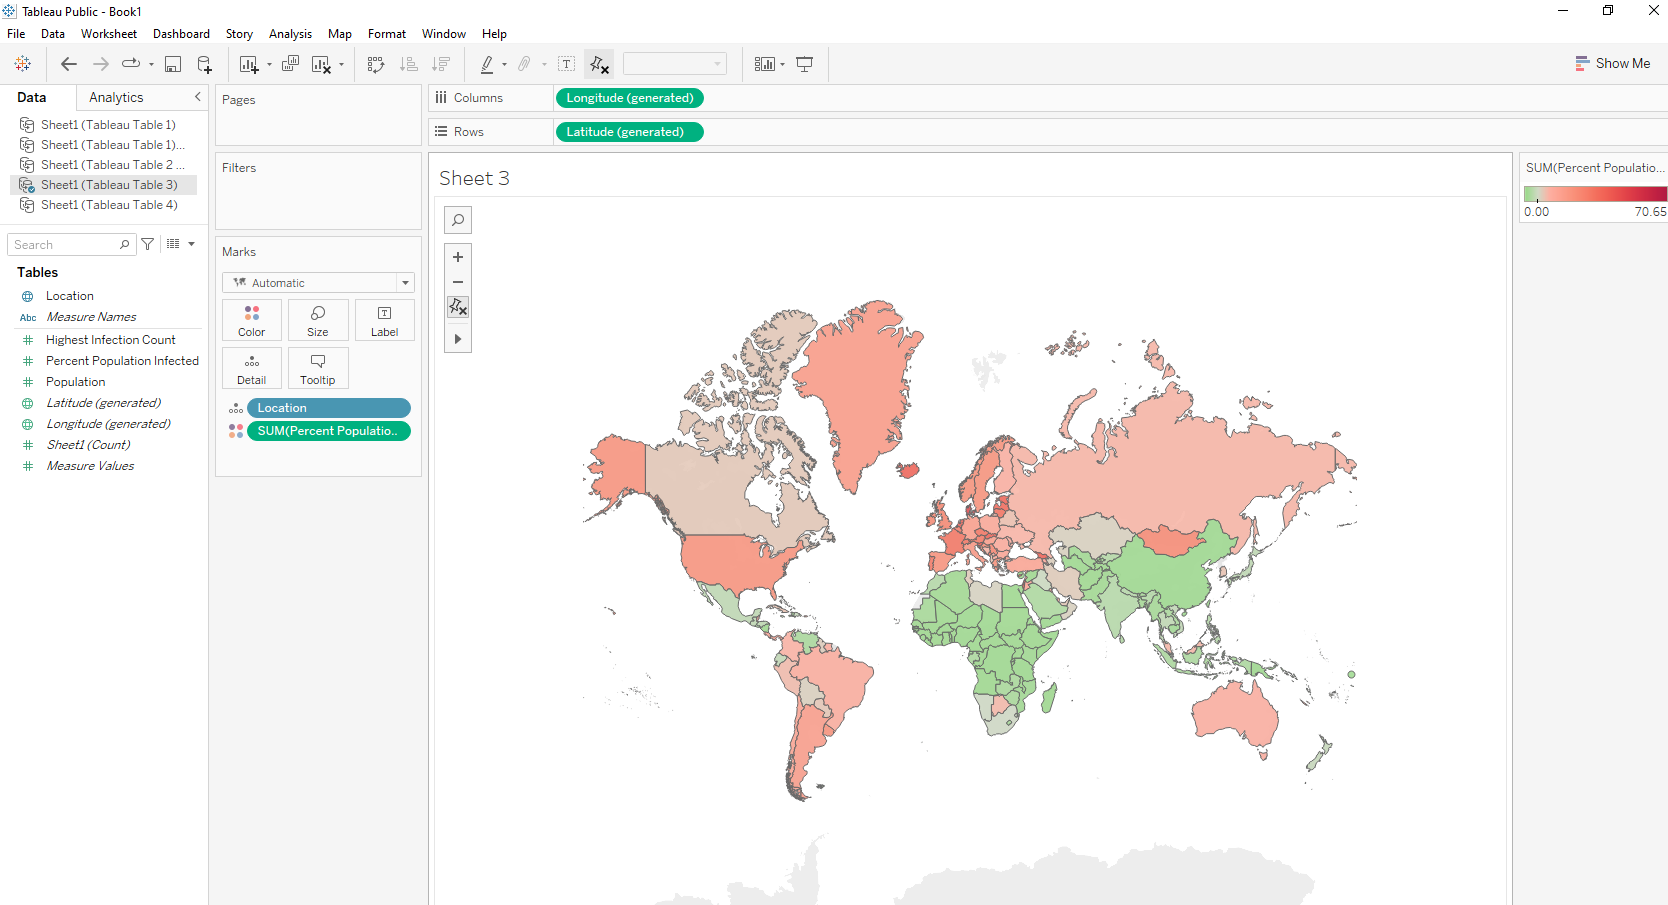 Tableau Public - Book1
File Data Worksheet Dashboard Story Analysis Map Format Window Help
Show Me
Data Analytics
Sheet1 (Tableau Table 1)
Sheet1 (Tableau Table 1)...
Sheet1 (Tableau Table 2 ...
Sheet1 (Tableau Table 3)
Sheet1 (Tableau Table 4)
Search
Tables
Location
Abc Measure Names
Highest Infection Count
Percent Population Infected
Population
Latitude (generated)
Longitude (generated)
Sheet1 (Count)
Measure Values
Pages
Filters
Marks
Automatic
Color Size Label
Detail Tooltip
Location
SUM(Percent Populatio..
Columns Longitude (generated)
Rows Latitude (generated)
Sheet 3
SUM(Percent Populatio...
0.00 70.65